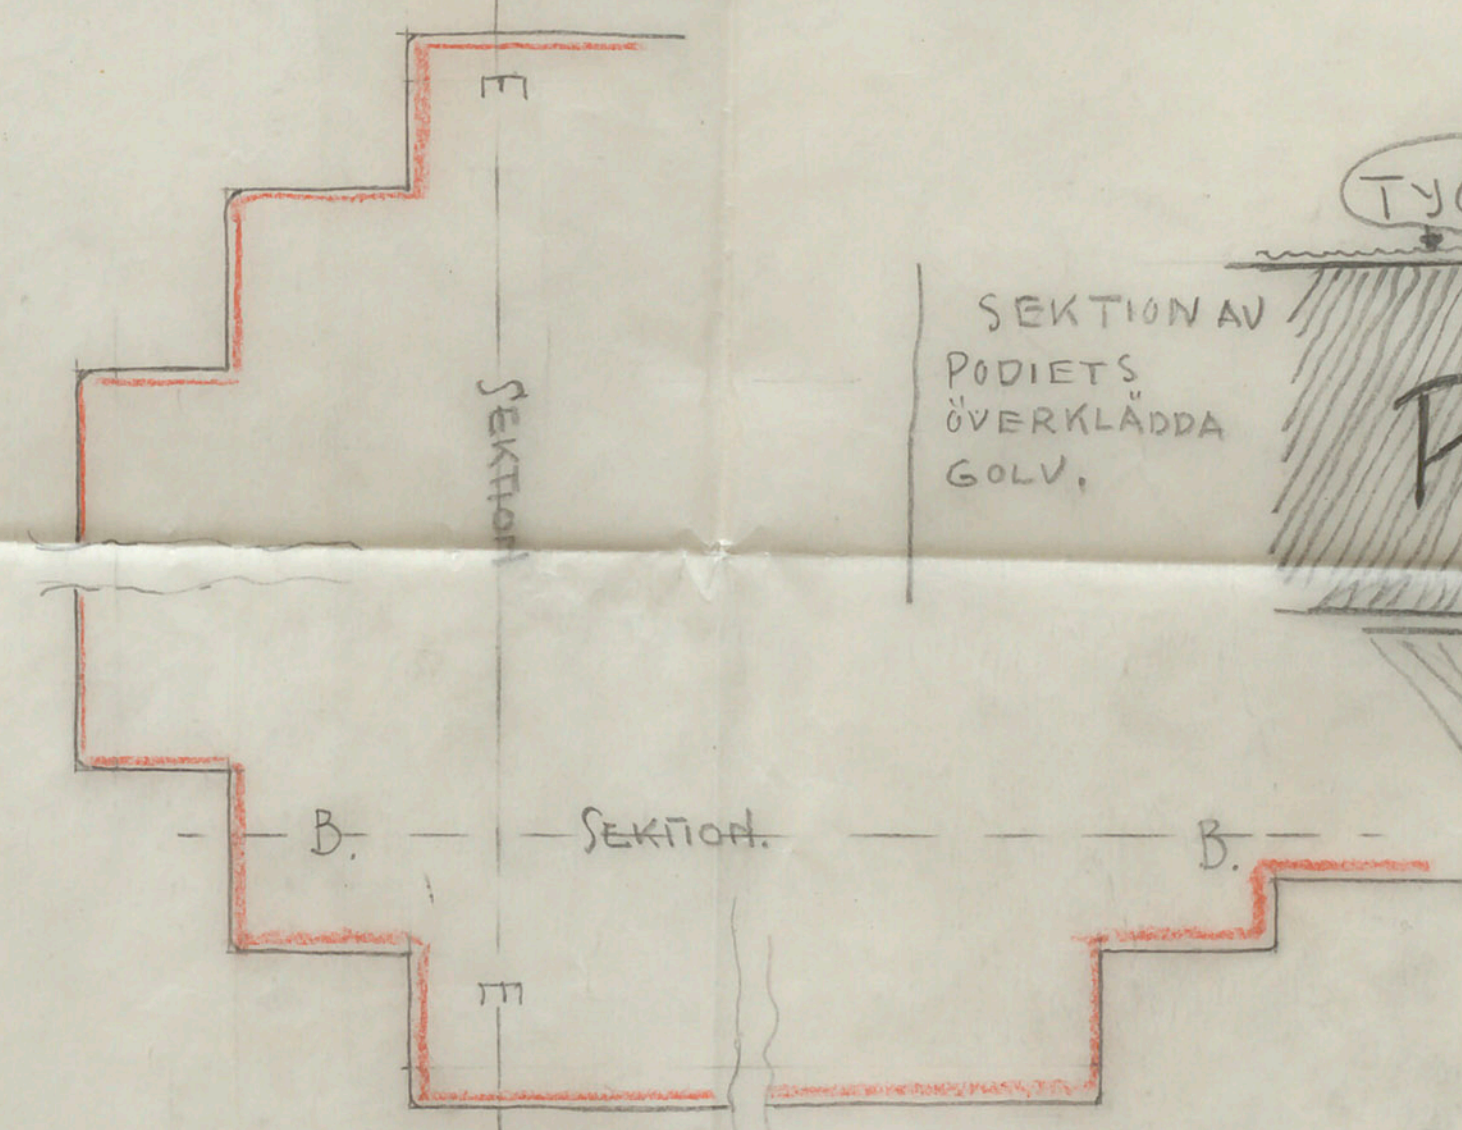 E
SEKTION AV
PODIETS
ÖVERKLÄDDA
GOLV.
SEKTION
B. SEKTION. B.
E